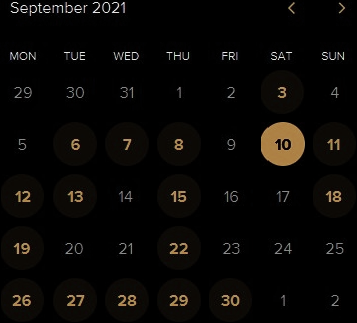 September 2021
MON TUE WED THU FRI SAT SUN
29 30 31 1 2 3 4
5 6 7 8 9 10 11
12 13 14 15 16 17 18
19 20 21 22 23 24 25
26 27 28 29 30 1 2